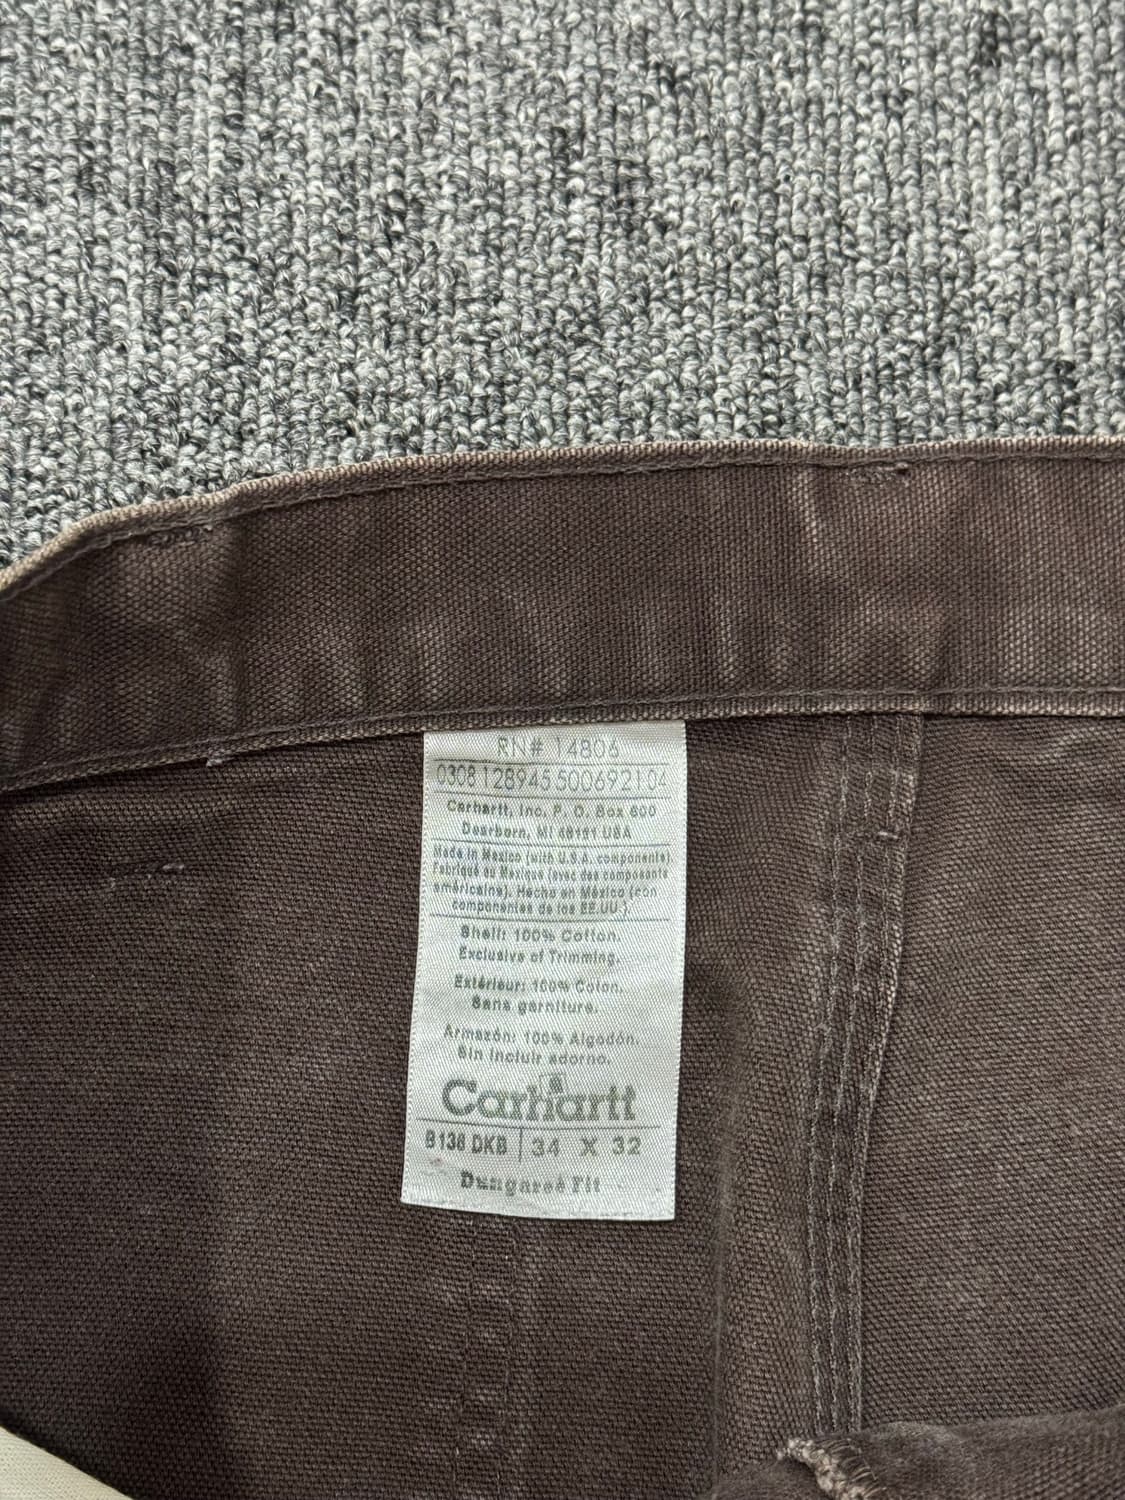 RN# 14806
0308 128945 500692104
Carhartt, Inc. P. O. Box 600
Dearborn, MI 48121 USA
Made in Mexico (with U.S.A. components).
Fabriqué au Mexique (avec des composants
américains). Hecho en México (con
componentes de los EE.UU.).
Shell: 100% Cotton.
Exclusive of Trimming.
Extérieur: 100% Coton.
Sans garniture.
Armazón: 100% Algodón.
Sin incluir adorno.
Carhartt
B136 DKB 34 X 32
Dungaree Fit